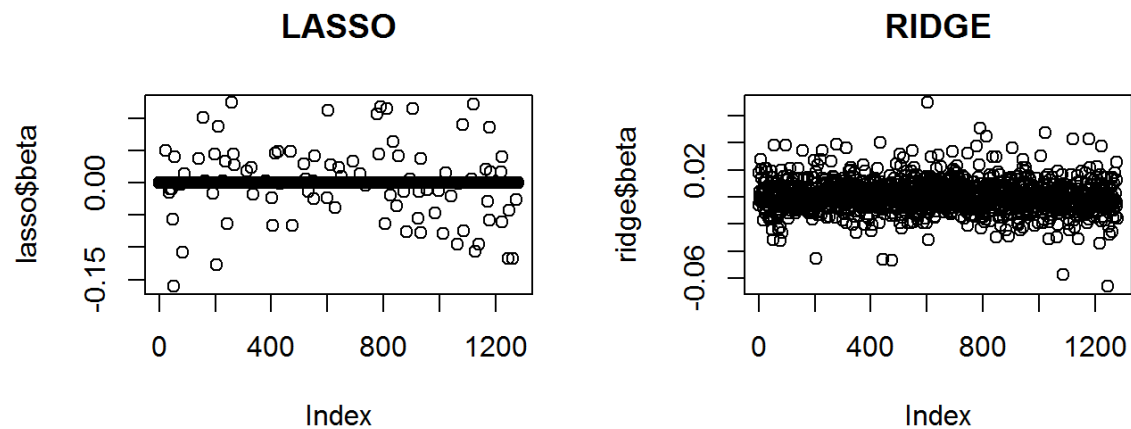 LASSO
lasso$beta
0.00
-0.15
0 400 800 1200
Index
RIDGE
ridge$beta
0.02
-0.06
0 400 800 1200
Index